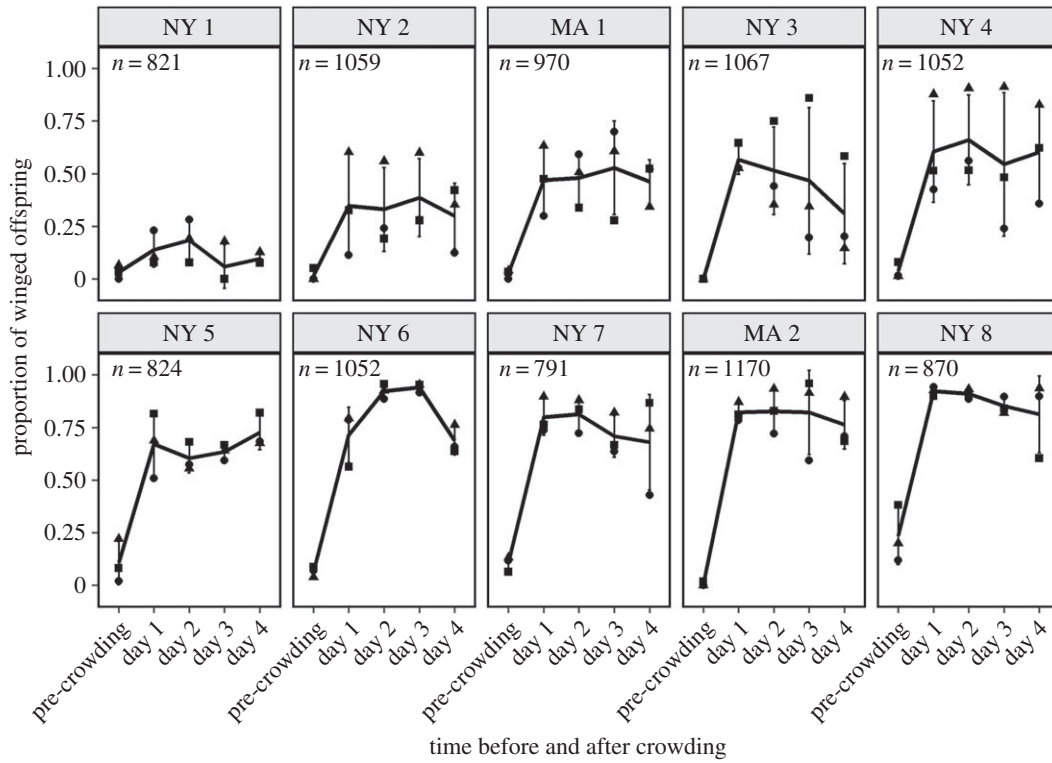 NY 1 NY 2 MA 1 NY 3 NY 4
n = 821 n = 1059 n = 970 n = 1067 n = 1052
1.00
0.75
0.50
0.25
0
proportion of winged offspring
NY 5 NY 6 NY 7 MA 2 NY 8
n = 824 n = 1052 n = 791 n = 1170 n = 870
1.00
0.75
0.50
0.25
0
pre-crowding day 1 day 2 day 3 day 4 pre-crowding day 1 day 2 day 3 day 4 pre-crowding day 1 day 2 day 3 day 4 pre-crowding day 1 day 2 day 3 day 4 pre-crowding day 1 day 2 day 3 day 4
time before and after crowding